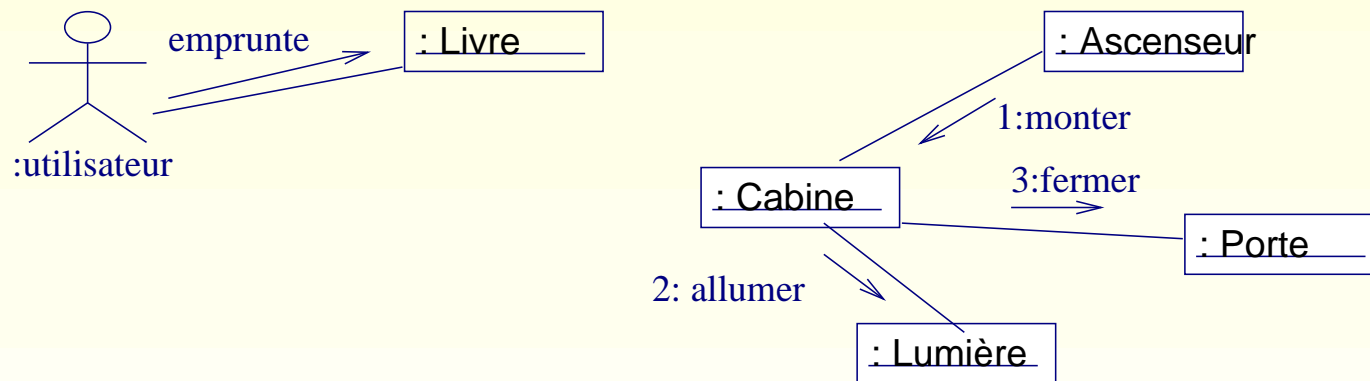 emprunte
: Livre
:utilisateur
: Ascenseur
1:monter
: Cabine
3:fermer
: Porte
2: allumer
: Lumière